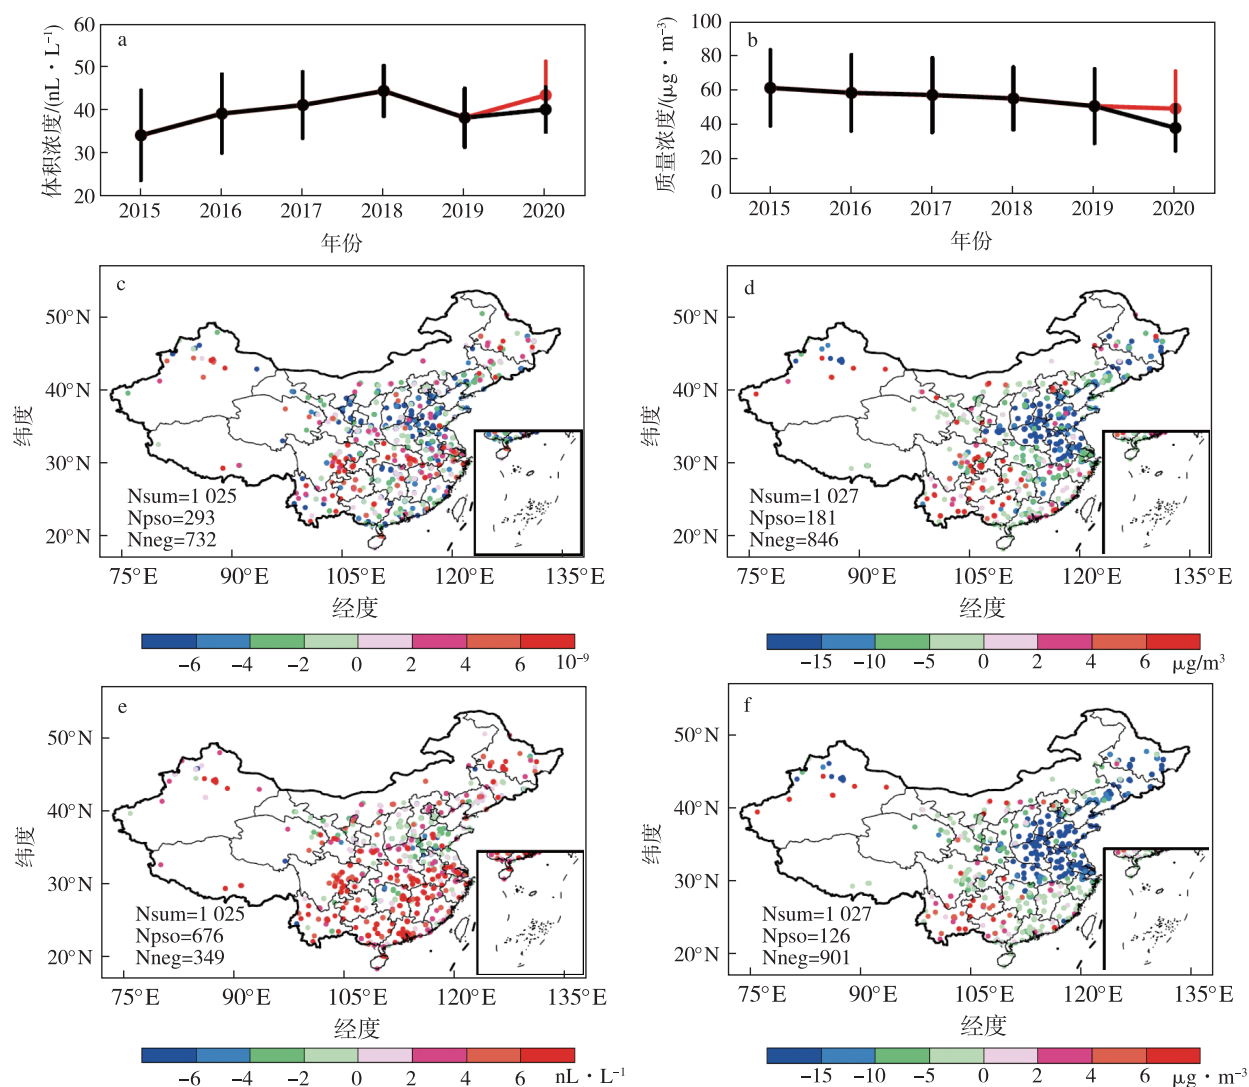 a
60
50
40
30
20
体积浓度/(nL·L⁻¹)
2015 2016 2017 2018 2019 2020
年份
b
100
80
60
40
20
0
质量浓度/(μg·m⁻³)
2015 2016 2017 2018 2019 2020
年份
c
50°N
40°N
30°N
20°N
纬度
Nsum=1 025
Npso=293
Nneg=732
75°E 90°E 105°E 120°E 135°E
经度
−6 −4 −2 0 2 4 6 10⁻⁹
d
50°N
40°N
30°N
20°N
纬度
Nsum=1 027
Npso=181
Nneg=846
75°E 90°E 105°E 120°E 135°E
经度
−15 −10 −5 0 2 4 6 μg/m³
e
50°N
40°N
30°N
20°N
纬度
Nsum=1 025
Npso=676
Nneg=349
75°E 90°E 105°E 120°E 135°E
经度
−6 −4 −2 0 2 4 6 nL·L⁻¹
f
50°N
40°N
30°N
20°N
纬度
Nsum=1 027
Npso=126
Nneg=901
75°E 90°E 105°E 120°E 135°E
经度
−15 −10 −5 0 2 4 6 μg·m⁻³